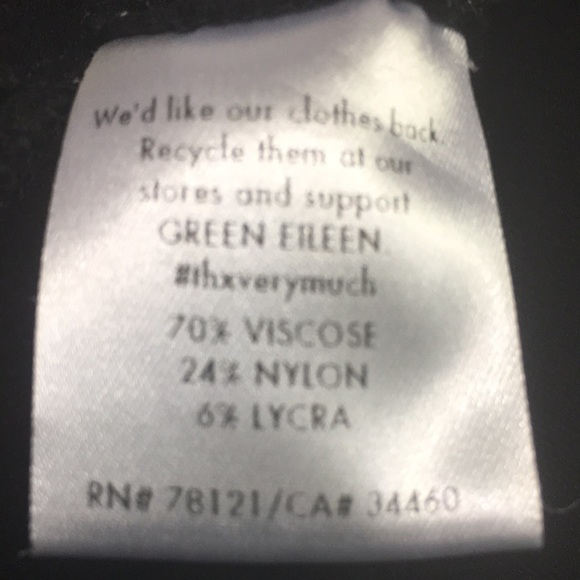 We'd like our clothes back.
Recycle them at our
stores and support
GREEN EILEEN
#thxverymuch
70% VISCOSE
24% NYLON
6% LYCRA
RN# 78121/CA# 34460